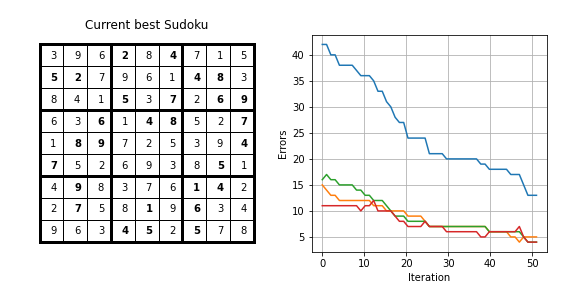 Current best Sudoku
3 9 6 2 8 4 7 1 5
5 2 7 9 6 1 4 8 3
8 4 1 5 3 7 2 6 9
6 3 6 1 4 8 5 2 7
1 8 9 7 2 5 3 9 4
7 5 2 6 9 3 8 5 1
4 9 8 3 7 6 1 4 2
2 7 5 8 1 9 6 3 4
9 6 3 4 5 2 5 7 8
Errors
40
35
30
25
20
15
10
5
0 10 20 30 40 50
Iteration